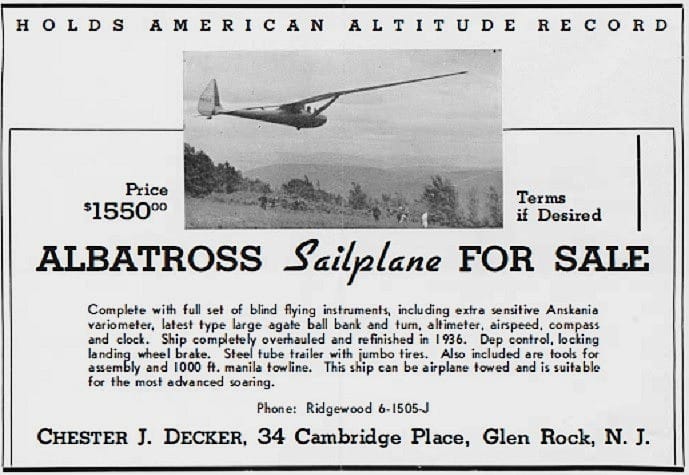 HOLDS AMERICAN ALTITUDE RECORD
Price
$1550⁰⁰
Terms
if Desired
ALBATROSS Sailplane FOR SALE
Complete with full set of blind flying instruments, including extra sensitive Anskania
variometer, latest type large agate ball bank and turn, altimeter, airspeed, compass
and clock. Ship completely overhauled and refinished in 1936. Dep control, locking
landing wheel brake. Steel tube trailer with jumbo tires. Also included are tools for
assembly and 1000 ft. manila towline. This ship can be airplane towed and is suitable
for the most advanced soaring.
Phone: Ridgewood 6-1505-J
CHESTER J. DECKER, 34 Cambridge Place, Glen Rock, N. J.